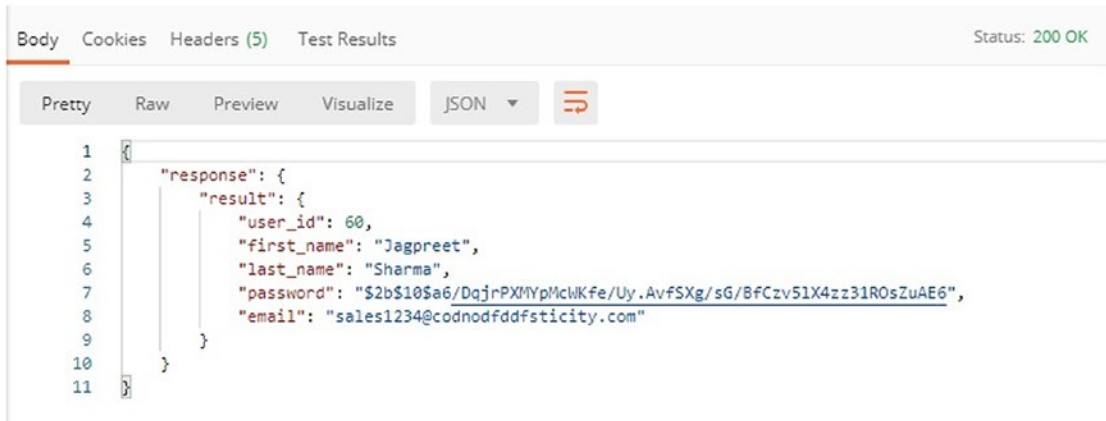 Body Cookies Headers (5) Test Results Status: 200 OK
Pretty Raw Preview Visualize JSON
1 {
2 "response": {
3 "result": {
4 "user_id": 60,
5 "first_name": "Jagpreet",
6 "last_name": "Sharma",
7 "password": "$2b$10$a6/DqjrPXMYpMcWKfe/Uy.AvfSXg/sG/BfCzv5lX4zz31ROsZuAE6",
8 "email": "sales1234@codnodfddfsticity.com"
9 }
10 }
11 }